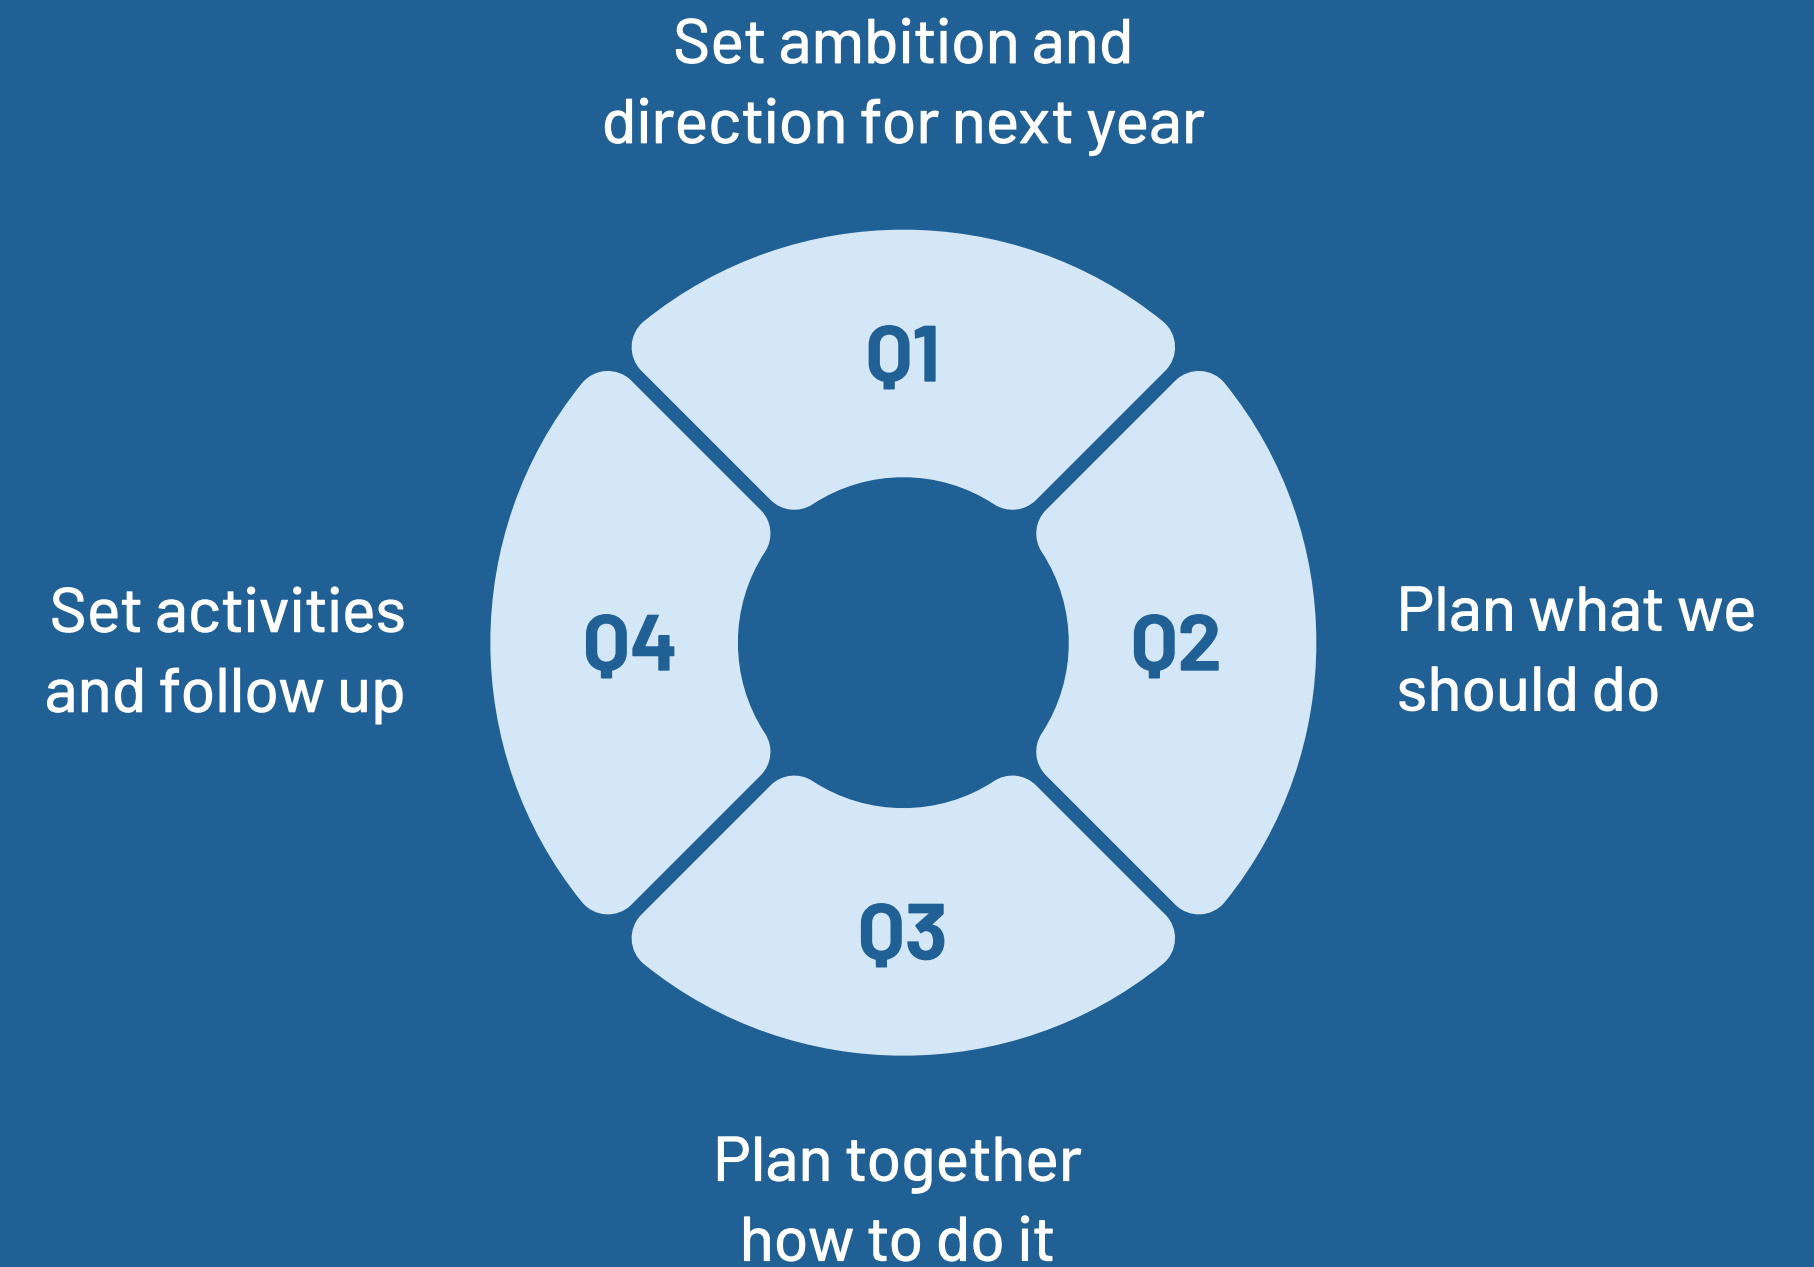 Set ambition and
direction for next year
Q1
Q2
Plan what we
should do
Q3
Plan together
how to do it
Q4
Set activities
and follow up